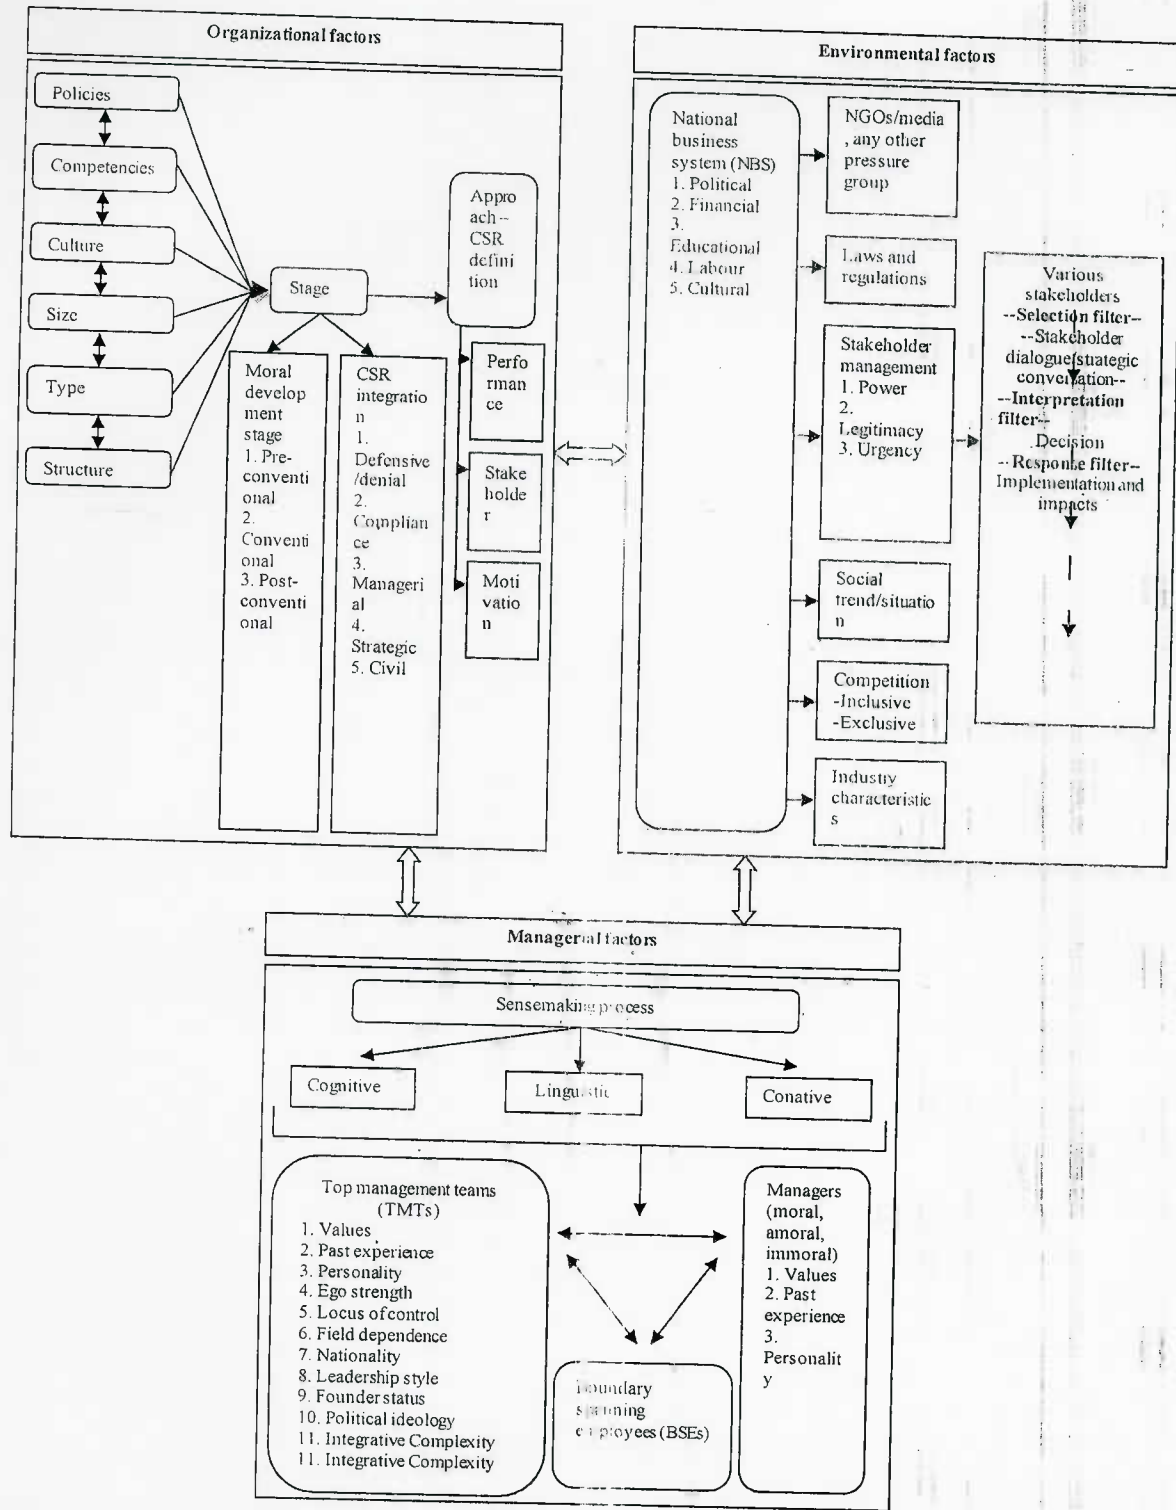 Organizational factors
Policies
Competencies
Culture
Size
Type
Structure
Stage
Appro
ach –
CSR
defini
tion
Moral
develop
ment
stage
1. Pre-
conventi
onal
2.
Conventi
onal
3. Post-
conventi
onal
CSR
integratio
n
1.
Defensive
/denial
2.
Complian
ce
3.
Manageri
al
4.
Strategic
5. Civil
Perfo
rmance
Stak
eholde
r
Moti
vatio
n
Environmental factors
National
business
system (NBS)
1. Political
2. Financial
3.
Educational
4. Labour
5. Cultural
NGOs/media
, any other
pressure
group
Laws and
regulations
Stakeholder
management
1. Power
2.
Legitimacy
3. Urgency
Social
trend/situatio
n
Competition
-Inclusive
-Exclusive
Industry
characteristic
s
Various
stakeholders
--Selection filter--
--Stakeholder
dialogue/strategic
conversation--
--Interpretation
filter--
Decision
--Response filter--
Implementation and
impacts
Managerial factors
Sensemaking process
Cognitive
Linguistic
Conative
Top management teams
(TMTs)
1. Values
2. Past experience
3. Personality
4. Ego strength
5. Locus of control
6. Field dependence
7. Nationality
8. Leadership style
9. Founder status
10. Political ideology
11. Integrative Complexity
11. Integrative Complexity
Boundary
spanning
employees (BSEs)
Managers
(moral,
amoral,
immoral)
1. Values
2. Past
experience
3.
Personalit
y